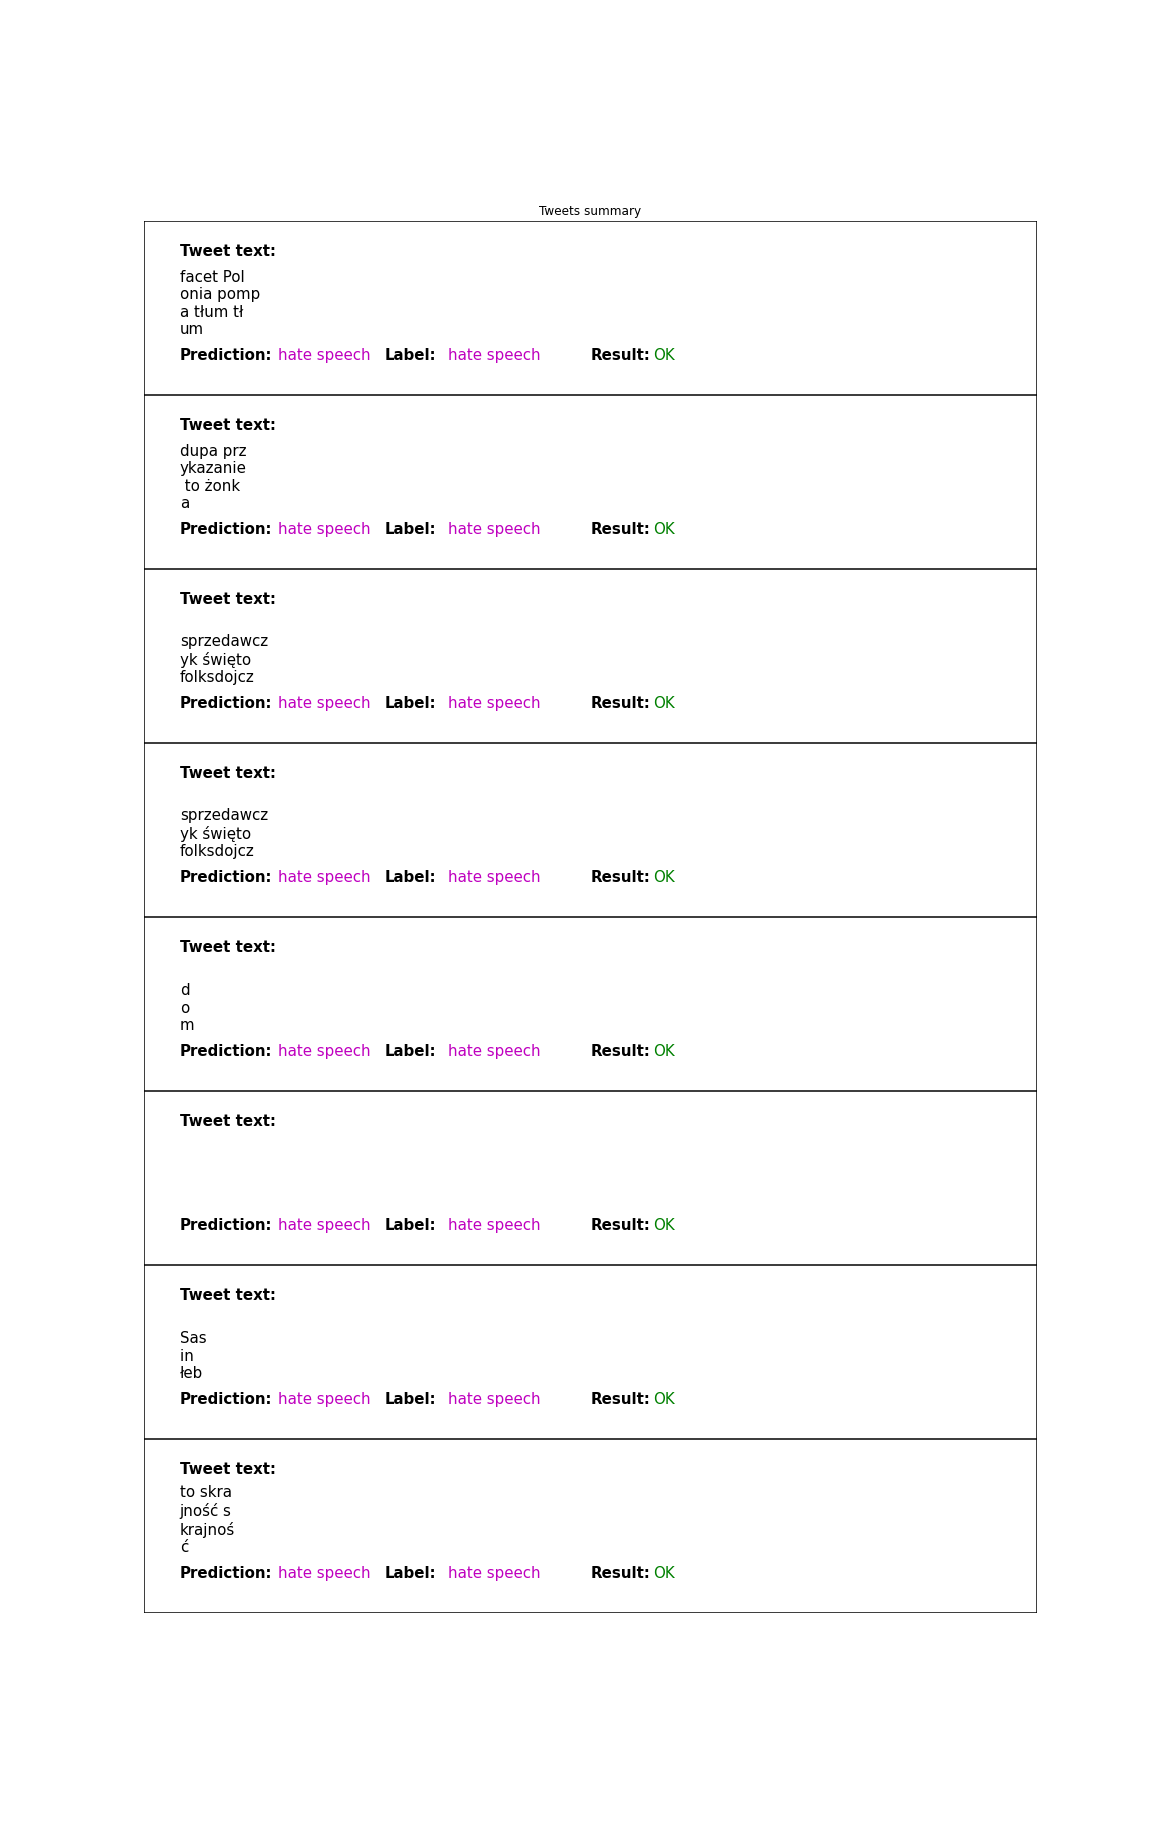 Tweets summary
Tweet text:
facet Pol
onia pomp
a tłum tł
um
Prediction: hate speech Label: hate speech Result: OK
Tweet text:
dupa prz
ykazanie
 to żonk
a
Prediction: hate speech Label: hate speech Result: OK
Tweet text:
sprzedawcz
yk święto
folksdojcz
Prediction: hate speech Label: hate speech Result: OK
Tweet text:
sprzedawcz
yk święto
folksdojcz
Prediction: hate speech Label: hate speech Result: OK
Tweet text:
d
o
m
Prediction: hate speech Label: hate speech Result: OK
Tweet text:
Prediction: hate speech Label: hate speech Result: OK
Tweet text:
Sas
in
łeb
Prediction: hate speech Label: hate speech Result: OK
Tweet text:
to skra
jność s
krajnoś
ć
Prediction: hate speech Label: hate speech Result: OK